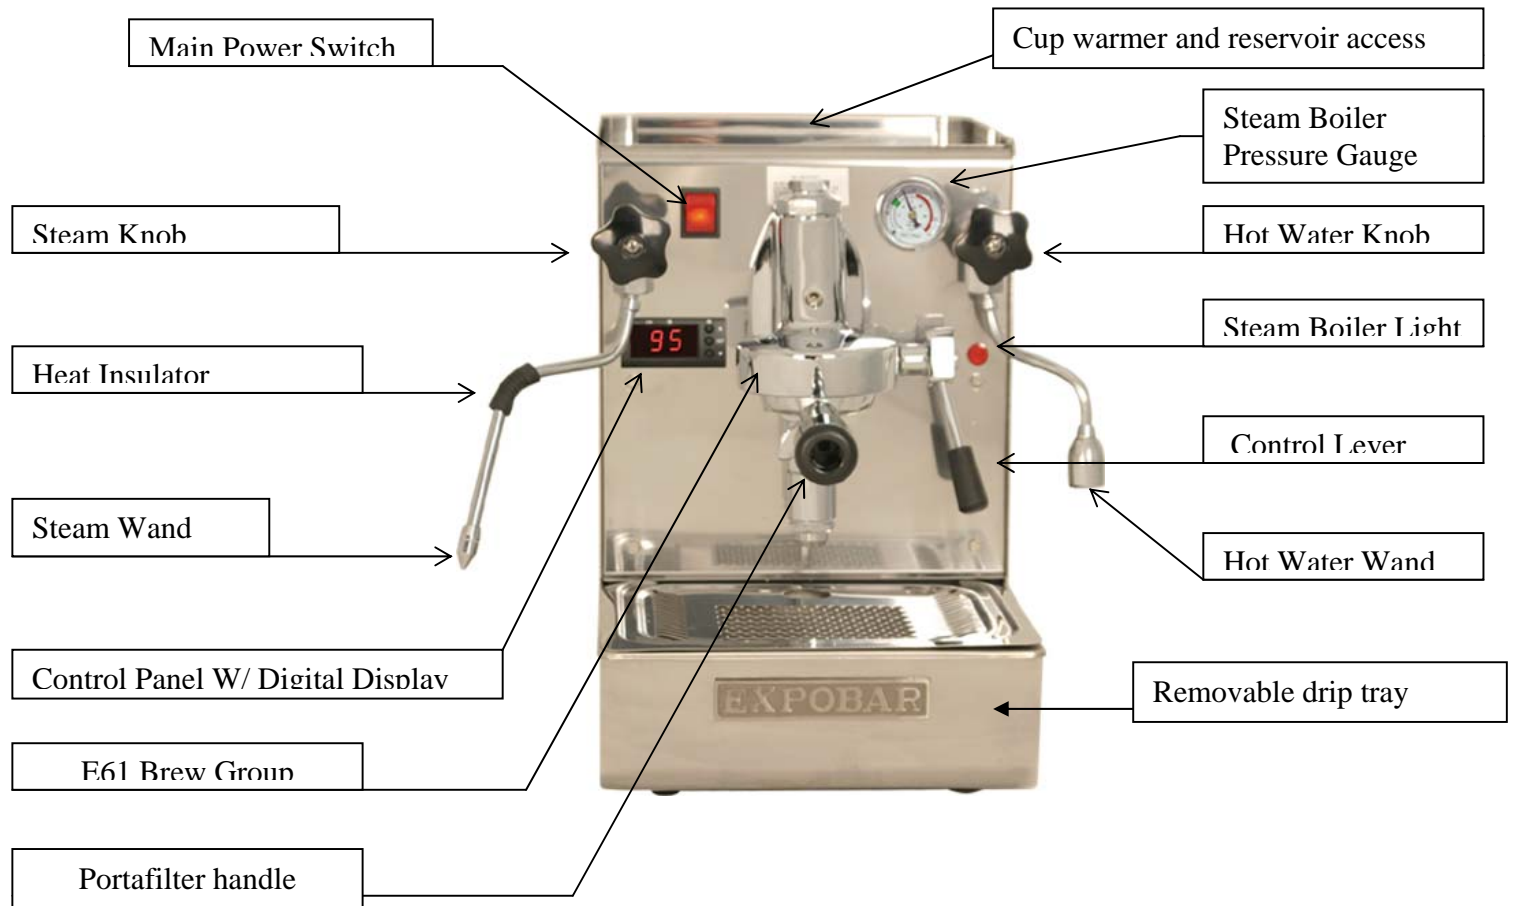 Main Power Switch
Cup warmer and reservoir access
Steam Boiler
Pressure Gauge
Steam Knob
Hot Water Knob
Steam Boiler Light
95
Heat Insulator
Control Lever
Steam Wand
Hot Water Wand
Control Panel W/ Digital Display
Removable drip tray
EXPOBAR
E61 Brew Group
Portafilter handle